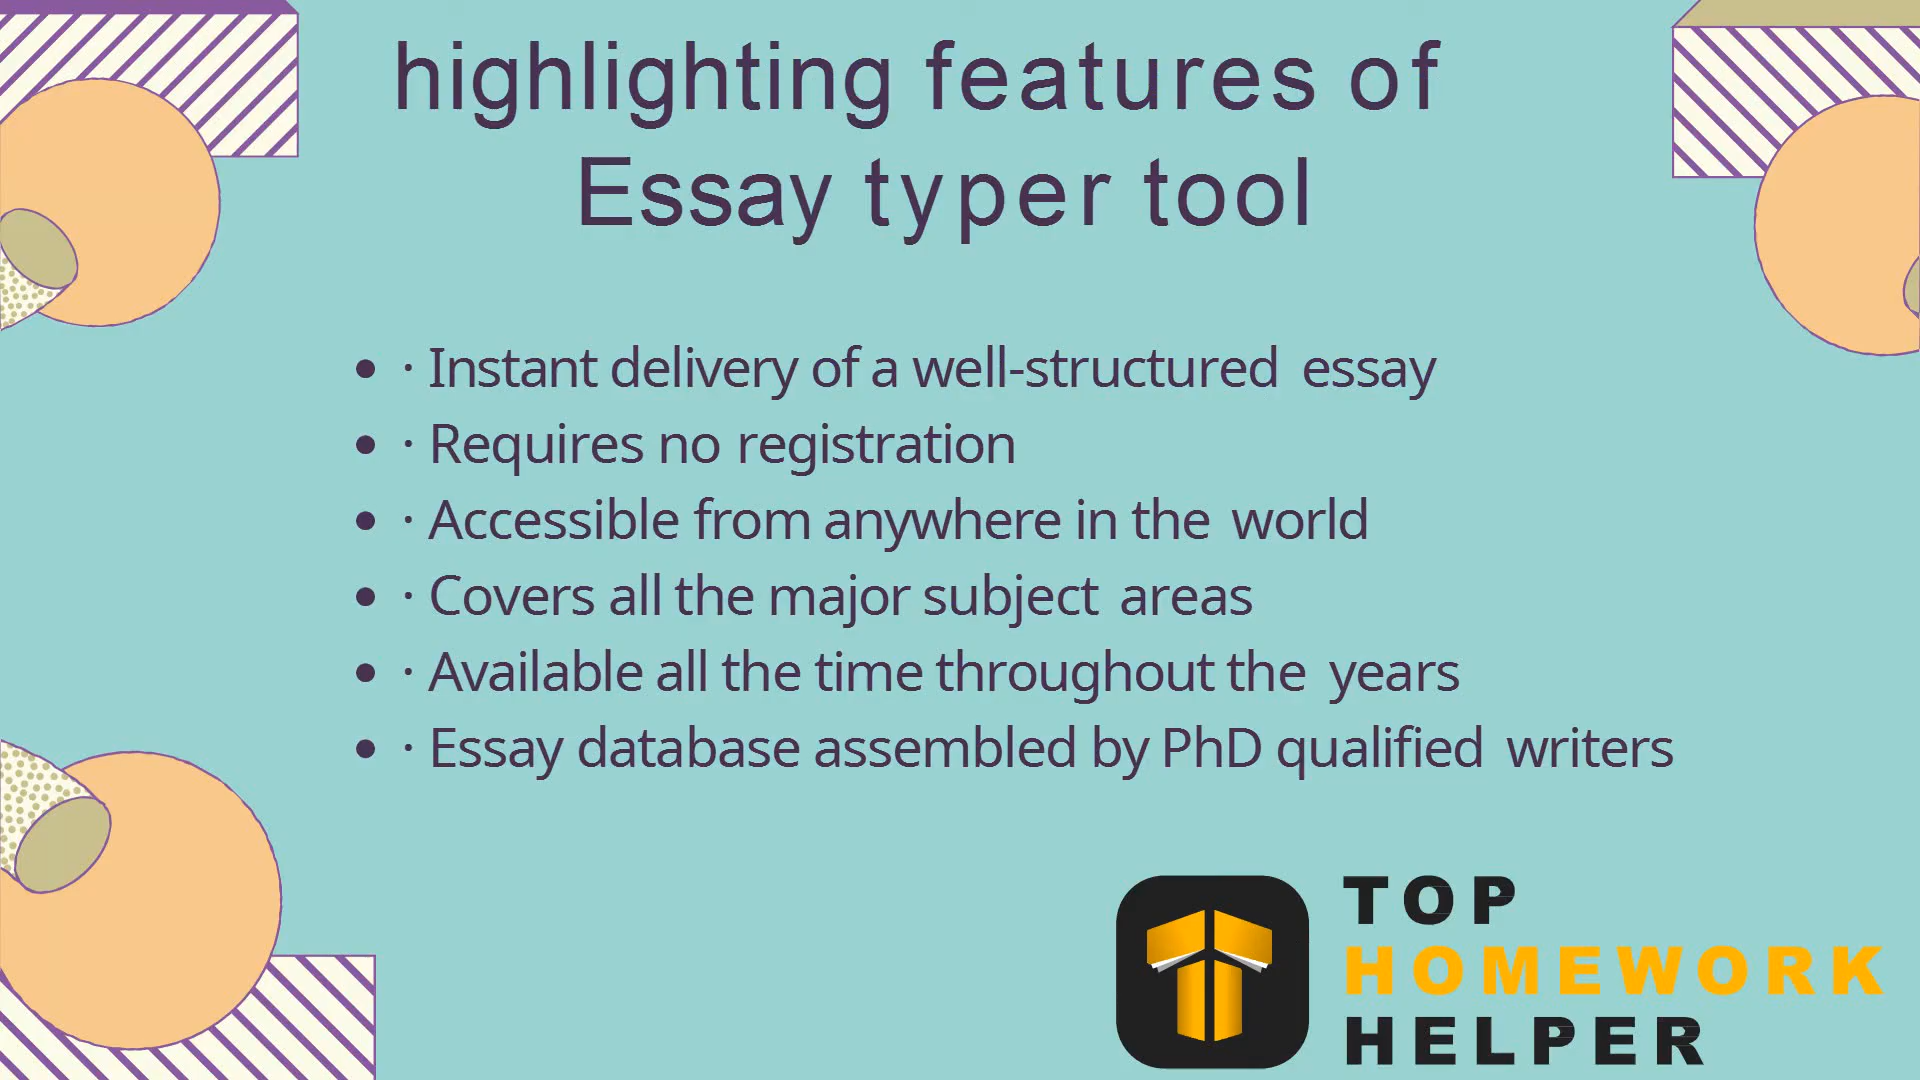 highlighting features of
Essay typer tool
• · Instant delivery of a well-structured essay
• · Requires no registration
• · Accessible from anywhere in the world
• · Covers all the major subject areas
• · Available all the time throughout the years
• · Essay database assembled by PhD qualified writers
TOP
HOMEWORK
HELPER